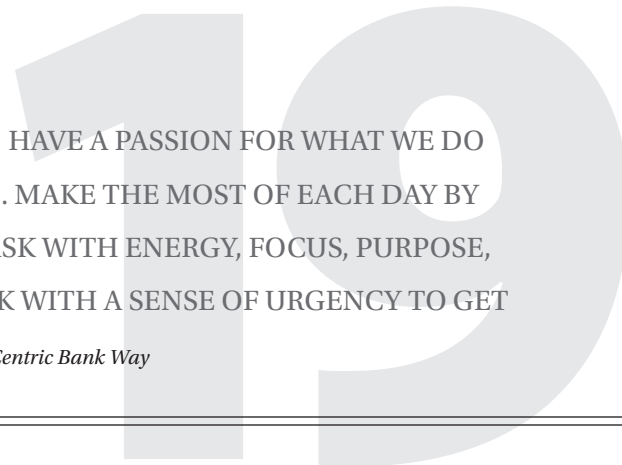 19
HAVE A PASSION FOR WHAT WE DO
. MAKE THE MOST OF EACH DAY BY
WITH ENERGY, FOCUS, PURPOSE,
WITH A SENSE OF URGENCY TO GET
Centric Bank Way